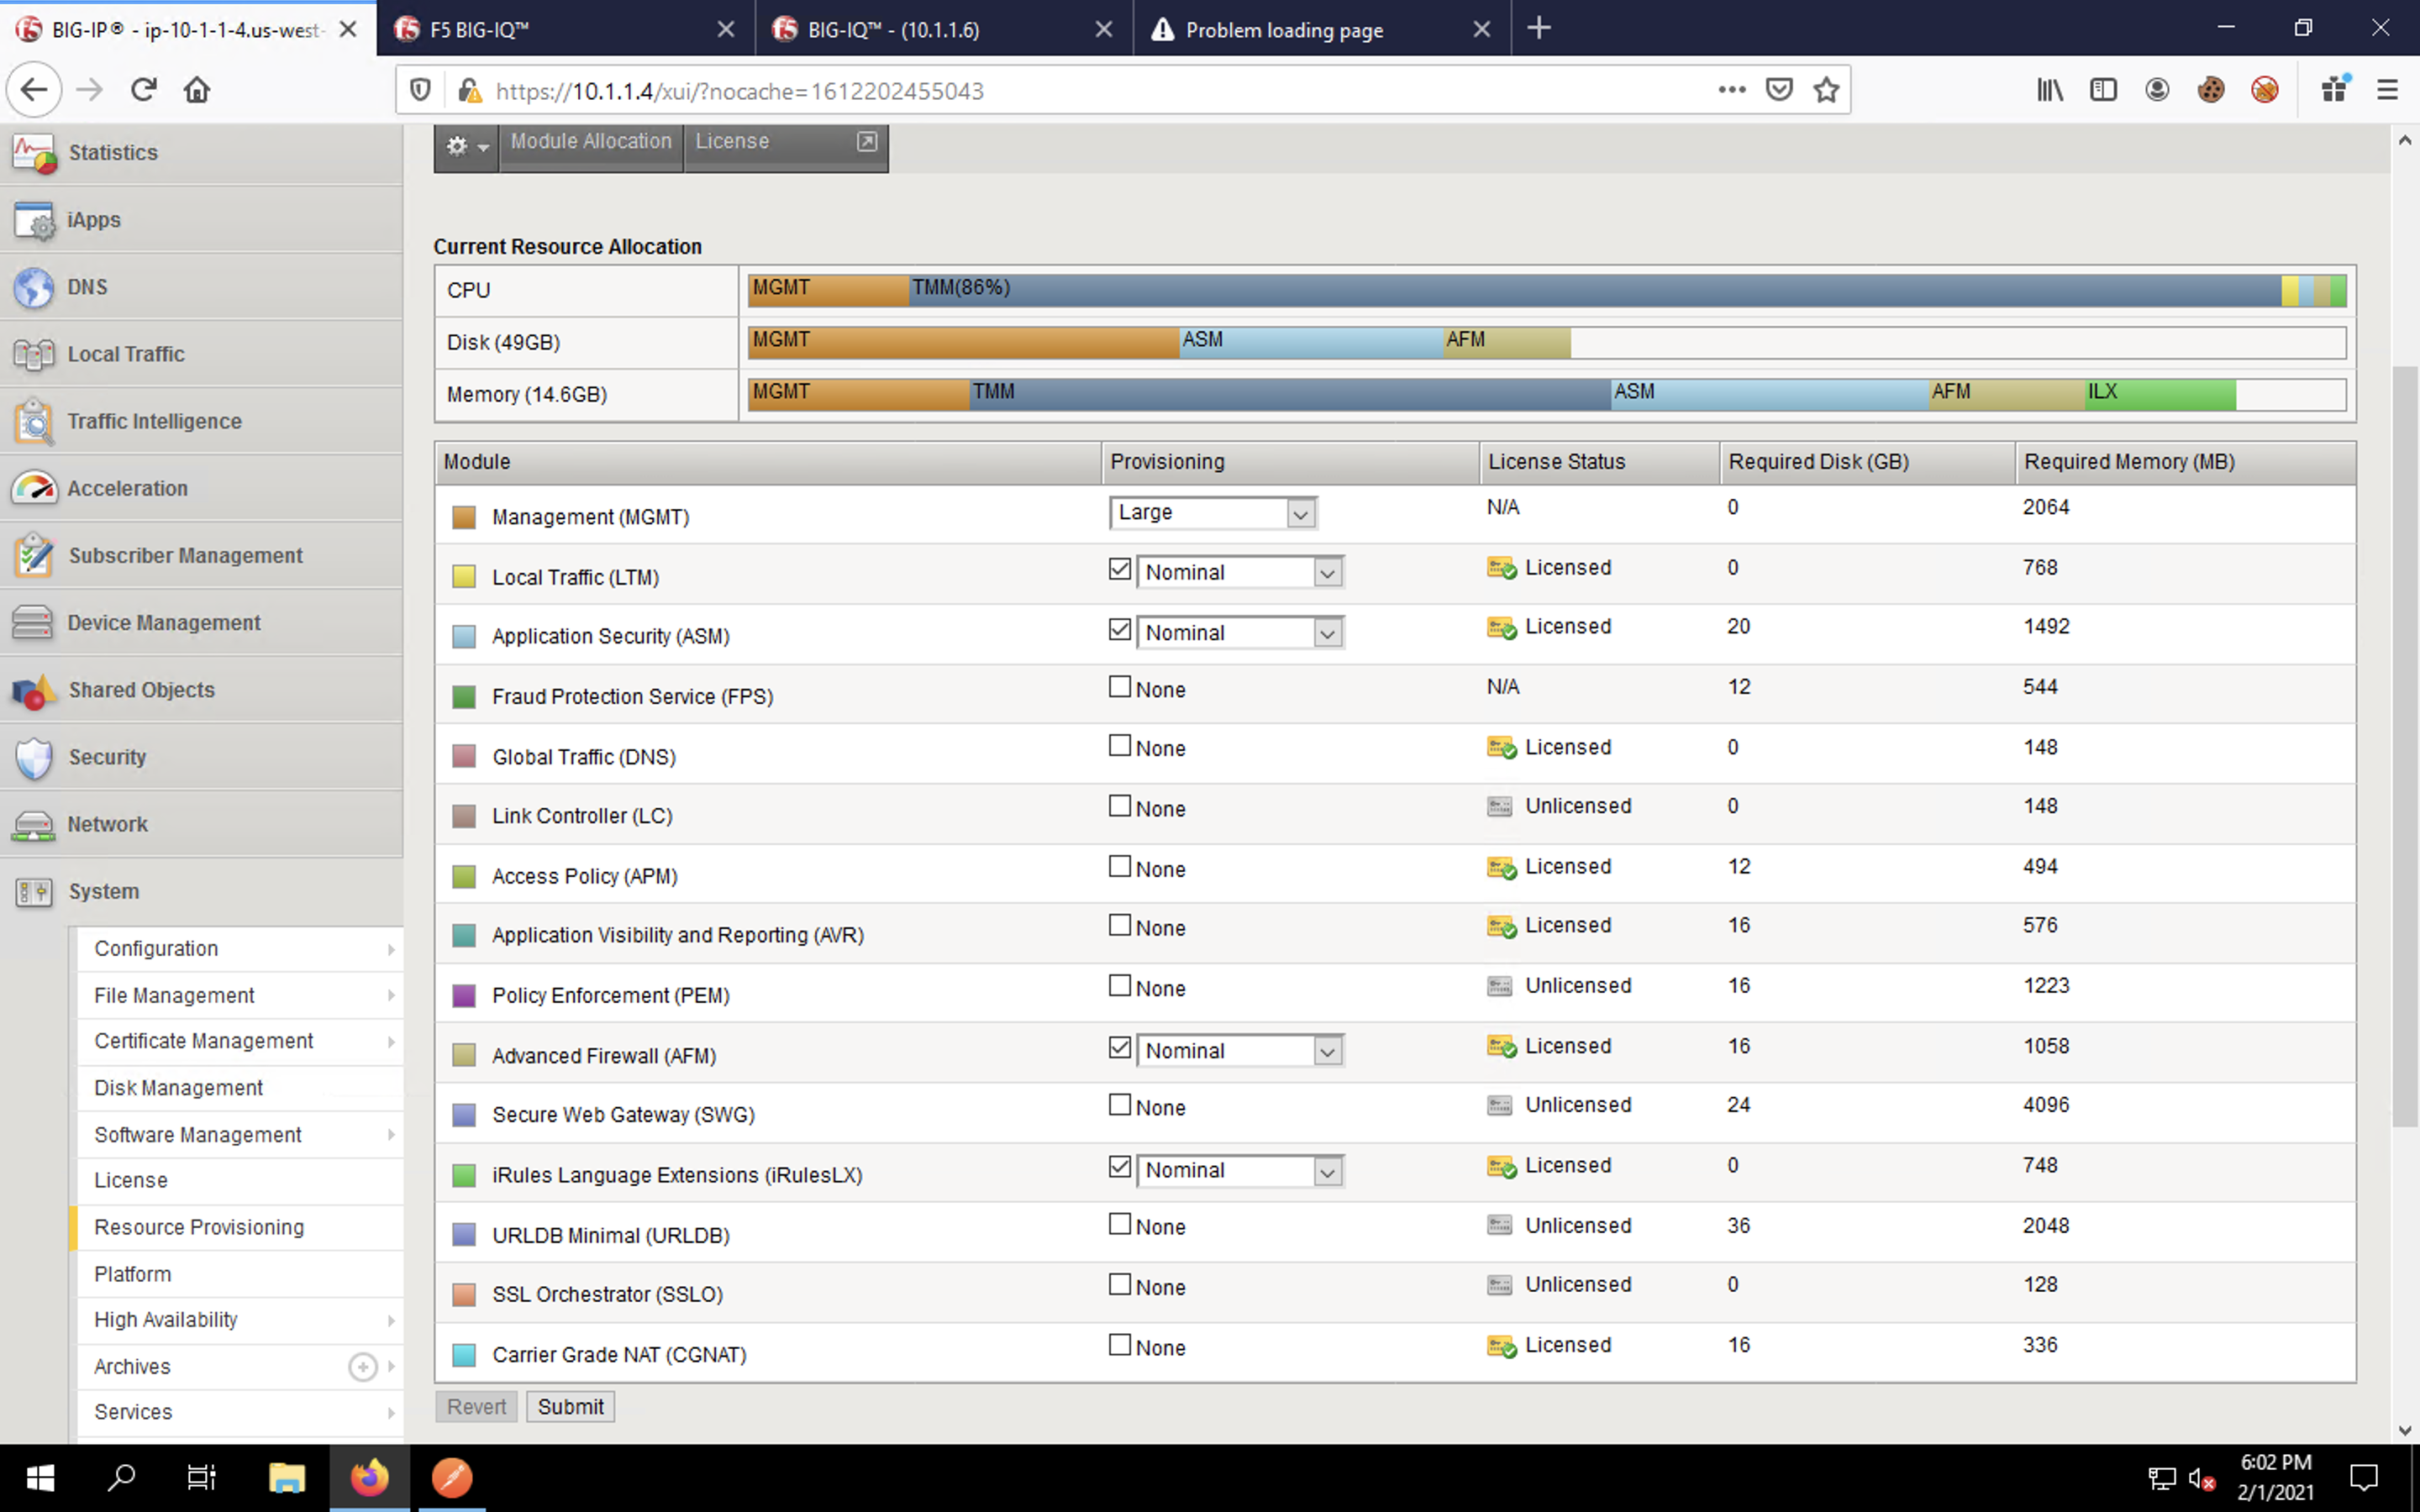 BIG-IP® - ip-10-1-1-4.us-west-
F5 BIG-IQ™
BIG-IQ™ - (10.1.1.6)
Problem loading page
https://10.1.1.4/xui/?nocache=1612202455043
Statistics
iApps
DNS
Local Traffic
Traffic Intelligence
Acceleration
Subscriber Management
Device Management
Shared Objects
Security
Network
System
Configuration
File Management
Certificate Management
Disk Management
Software Management
License
Resource Provisioning
Platform
High Availability
Archives
Services
Module Allocation License
Current Resource Allocation
CPU MGMT TMM(86%)
Disk (49GB) MGMT ASM AFM
Memory (14.6GB) MGMT TMM ASM AFM ILX
Module Provisioning License Status Required Disk (GB) Required Memory (MB)
Management (MGMT) Large N/A 0 2064
Local Traffic (LTM) Nominal Licensed 0 768
Application Security (ASM) Nominal Licensed 20 1492
Fraud Protection Service (FPS) None N/A 12 544
Global Traffic (DNS) None Licensed 0 148
Link Controller (LC) None Unlicensed 0 148
Access Policy (APM) None Licensed 12 494
Application Visibility and Reporting (AVR) None Licensed 16 576
Policy Enforcement (PEM) None Unlicensed 16 1223
Advanced Firewall (AFM) Nominal Licensed 16 1058
Secure Web Gateway (SWG) None Unlicensed 24 4096
iRules Language Extensions (iRulesLX) Nominal Licensed 0 748
URLDB Minimal (URLDB) None Unlicensed 36 2048
SSL Orchestrator (SSLO) None Unlicensed 0 128
Carrier Grade NAT (CGNAT) None Licensed 16 336
Revert Submit
6:02 PM
2/1/2021